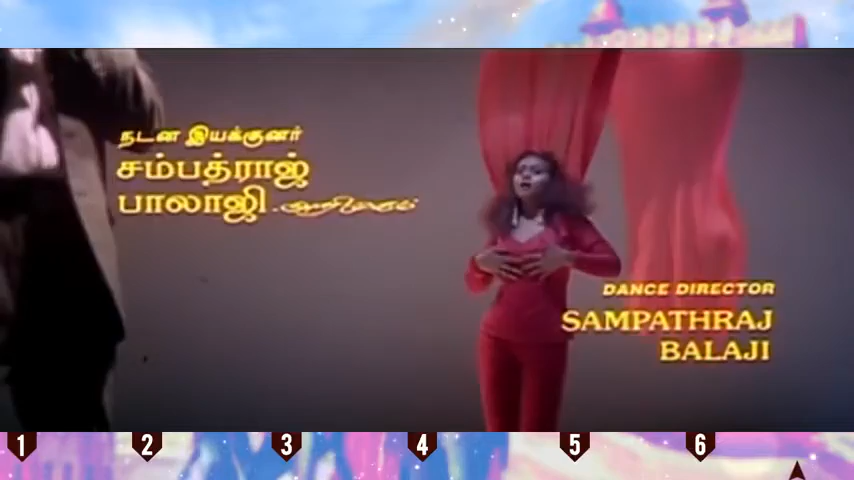 நடன இயக்குனர்
சம்பத்ராஜ்
பாலாஜி
DANCE DIRECTOR
SAMPATHRAJ
BALAJI
1 2 3 4 5 6